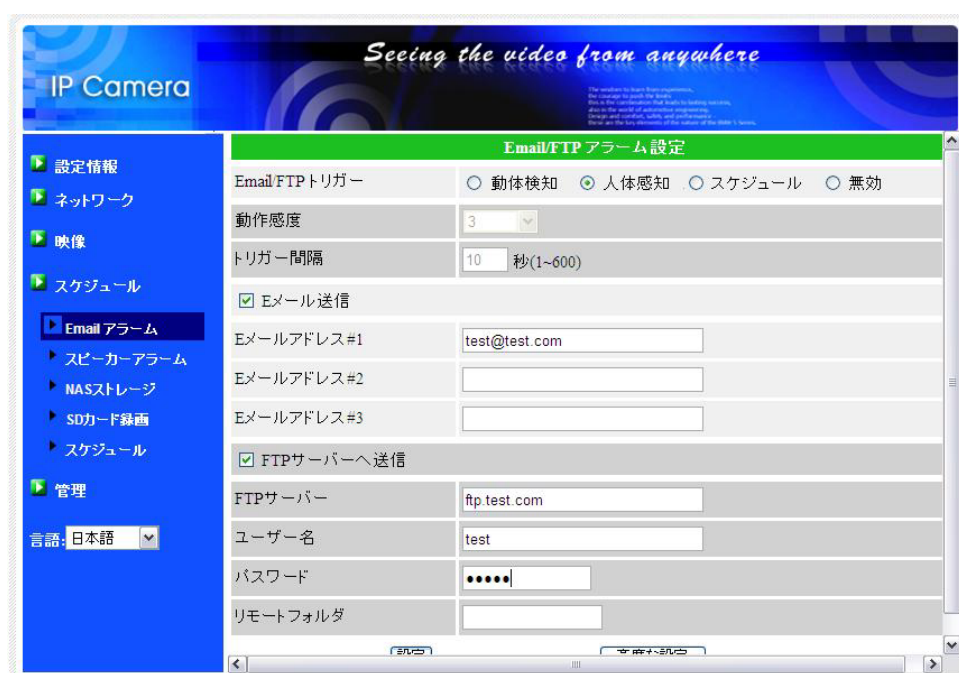 Seeing the video from anywhere
IP Camera
設定情報
ネットワーク
映像
スケジュール
Email アラーム
スピーカーアラーム
NASストレージ
SDカード録画
スケジュール
管理
言語: 日本語
Email/FTP アラーム設定
Email/FTPトリガー 動体検知 人体感知 スケジュール 無効
動作感度 3
トリガー間隔 10 秒(1~600)
Eメール送信
Eメールアドレス#1 test@test.com
Eメールアドレス#2
Eメールアドレス#3
FTPサーバーへ送信
FTPサーバー ftp.test.com
ユーザー名 test
パスワード •••••
リモートフォルダ
設定 高度な設定